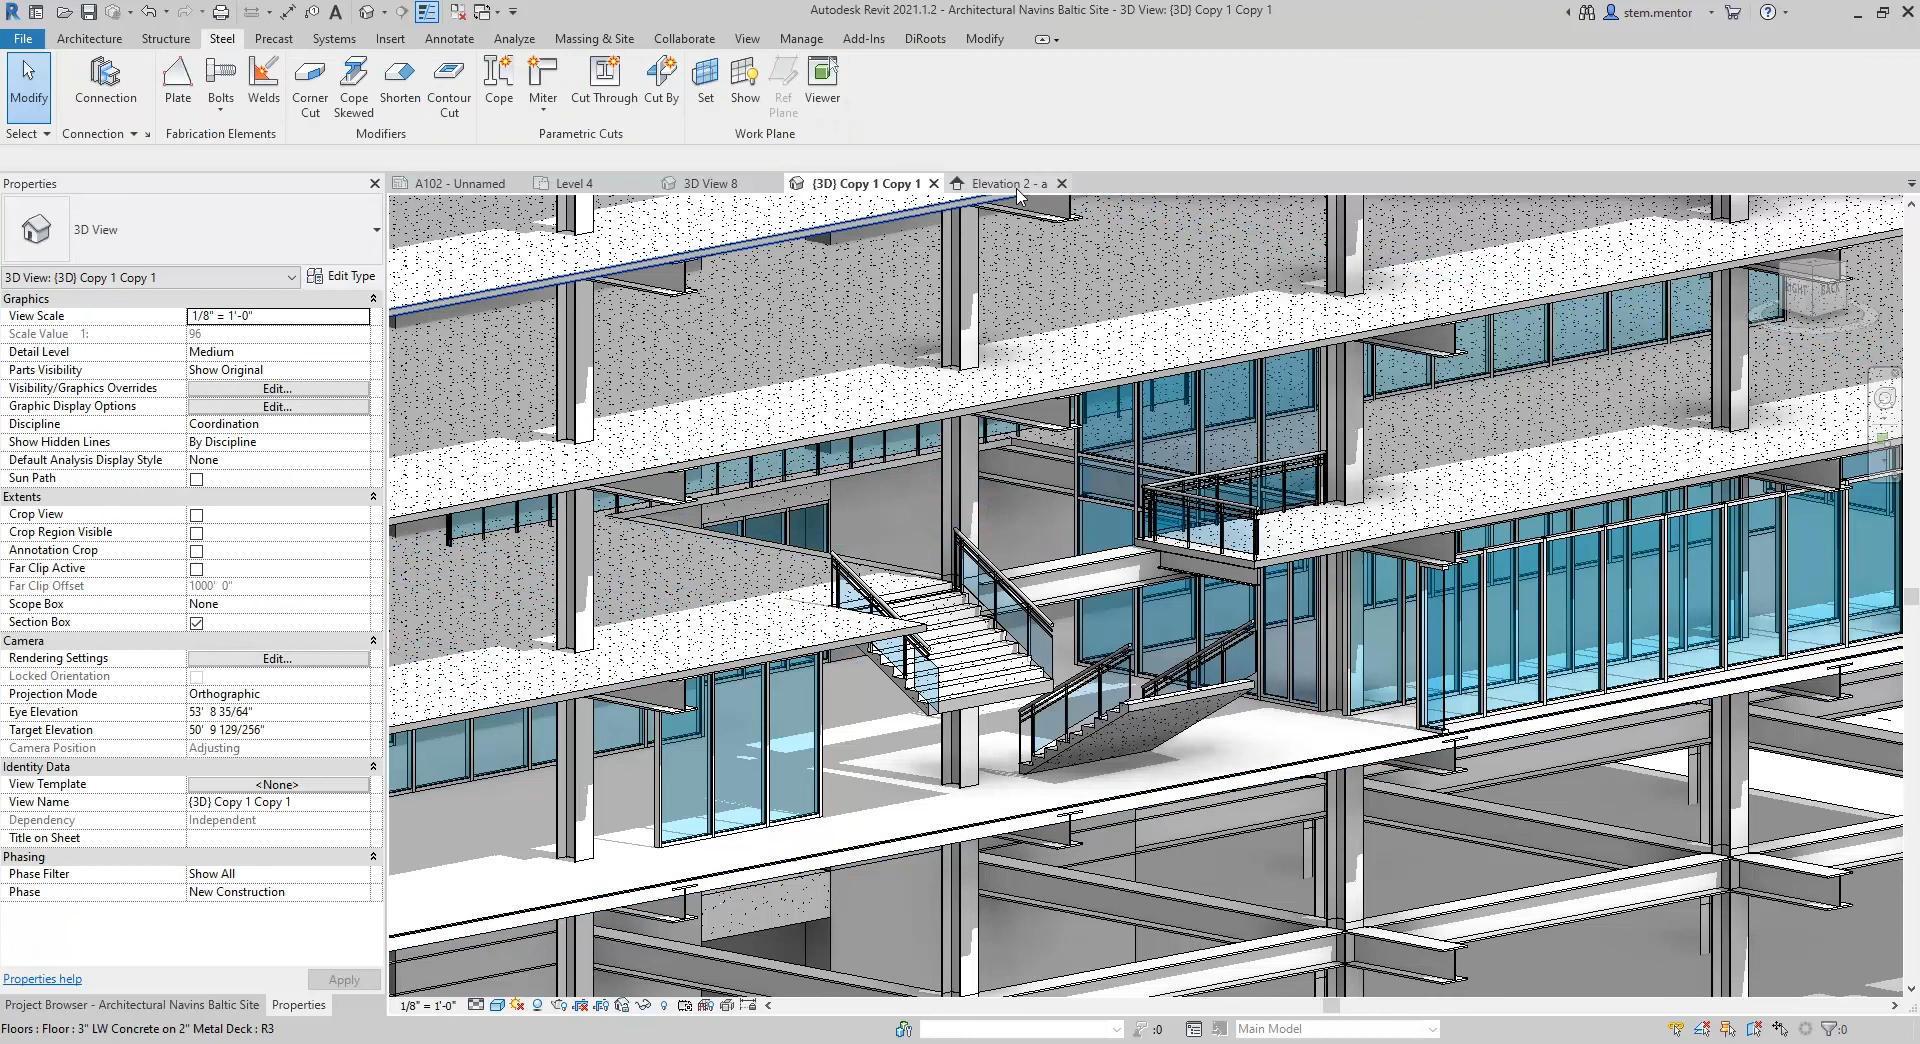 Autodesk Revit 2021.1.2 - Architectural Navins Baltic Site - 3D View: {3D} Copy 1 Copy 1
stem.mentor
File Architecture Structure Steel Precast Systems Insert Annotate Analyze Massing & Site Collaborate View Manage Add-Ins DiRoots Modify
Modify Connection Plate Bolts Welds Corner Cut Cope Skewed Shorten Contour Cut Cope Miter Cut Through Cut By Set Show Ref Plane Viewer
Select Connection Fabrication Elements Modifiers Parametric Cuts Work Plane
Properties
A102 - Unnamed Level 4 3D View 8 {3D} Copy 1 Copy 1 Elevation 2 - a
3D View
3D View: {3D} Copy 1 Copy 1 Edit Type
Graphics
View Scale 1/8" = 1'-0"
Scale Value 1: 96
Detail Level Medium
Parts Visibility Show Original
Visibility/Graphics Overrides Edit...
Graphic Display Options Edit...
Discipline Coordination
Show Hidden Lines By Discipline
Default Analysis Display Style None
Sun Path
Extents
Crop View
Crop Region Visible
Annotation Crop
Far Clip Active
Far Clip Offset 1000' 0"
Scope Box None
Section Box
Camera
Rendering Settings Edit...
Locked Orientation
Projection Mode Orthographic
Eye Elevation 53' 8 35/64"
Target Elevation 50' 9 129/256"
Camera Position Adjusting
Identity Data
View Template <None>
View Name {3D} Copy 1 Copy 1
Dependency Independent
Title on Sheet
Phasing
Phase Filter Show All
Phase New Construction
RIGHT BACK
Properties help Apply
Project Browser - Architectural Navins Baltic Site Properties
1/8" = 1'-0"
Floors : Floor : 3" LW Concrete on 2" Metal Deck : R3
:0 Main Model :0